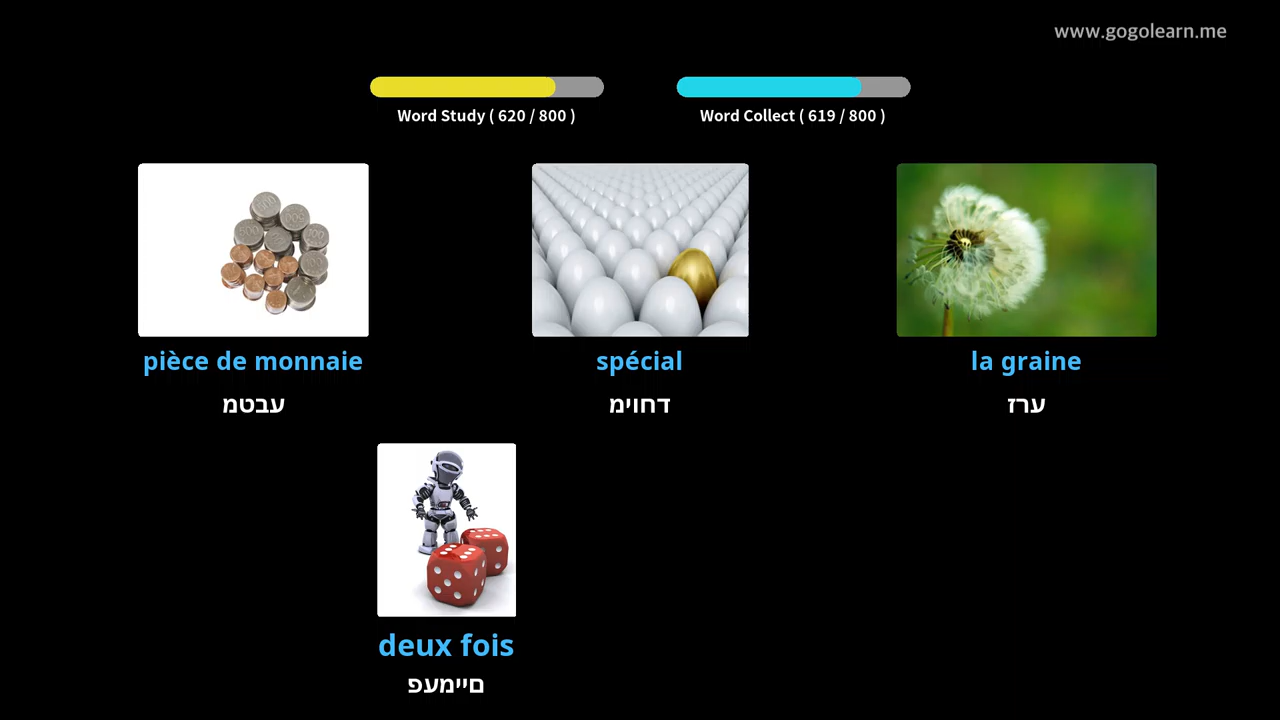 www.gogolearn.me
Word Study ( 620 / 800 )
Word Collect ( 619 / 800 )
pièce de monnaie
מטבע
spécial
מיוחד
la graine
זרע
deux fois
פעמיים